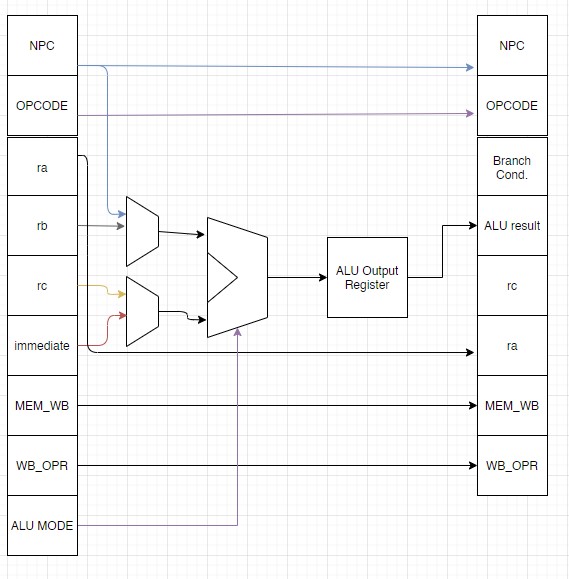 NPC
OPCODE
ra
rb
rc
immediate
MEM_WB
WB_OPR
ALU MODE
ALU Output
Register
NPC
OPCODE
Branch
Cond.
ALU result
rc
ra
MEM_WB
WB_OPR